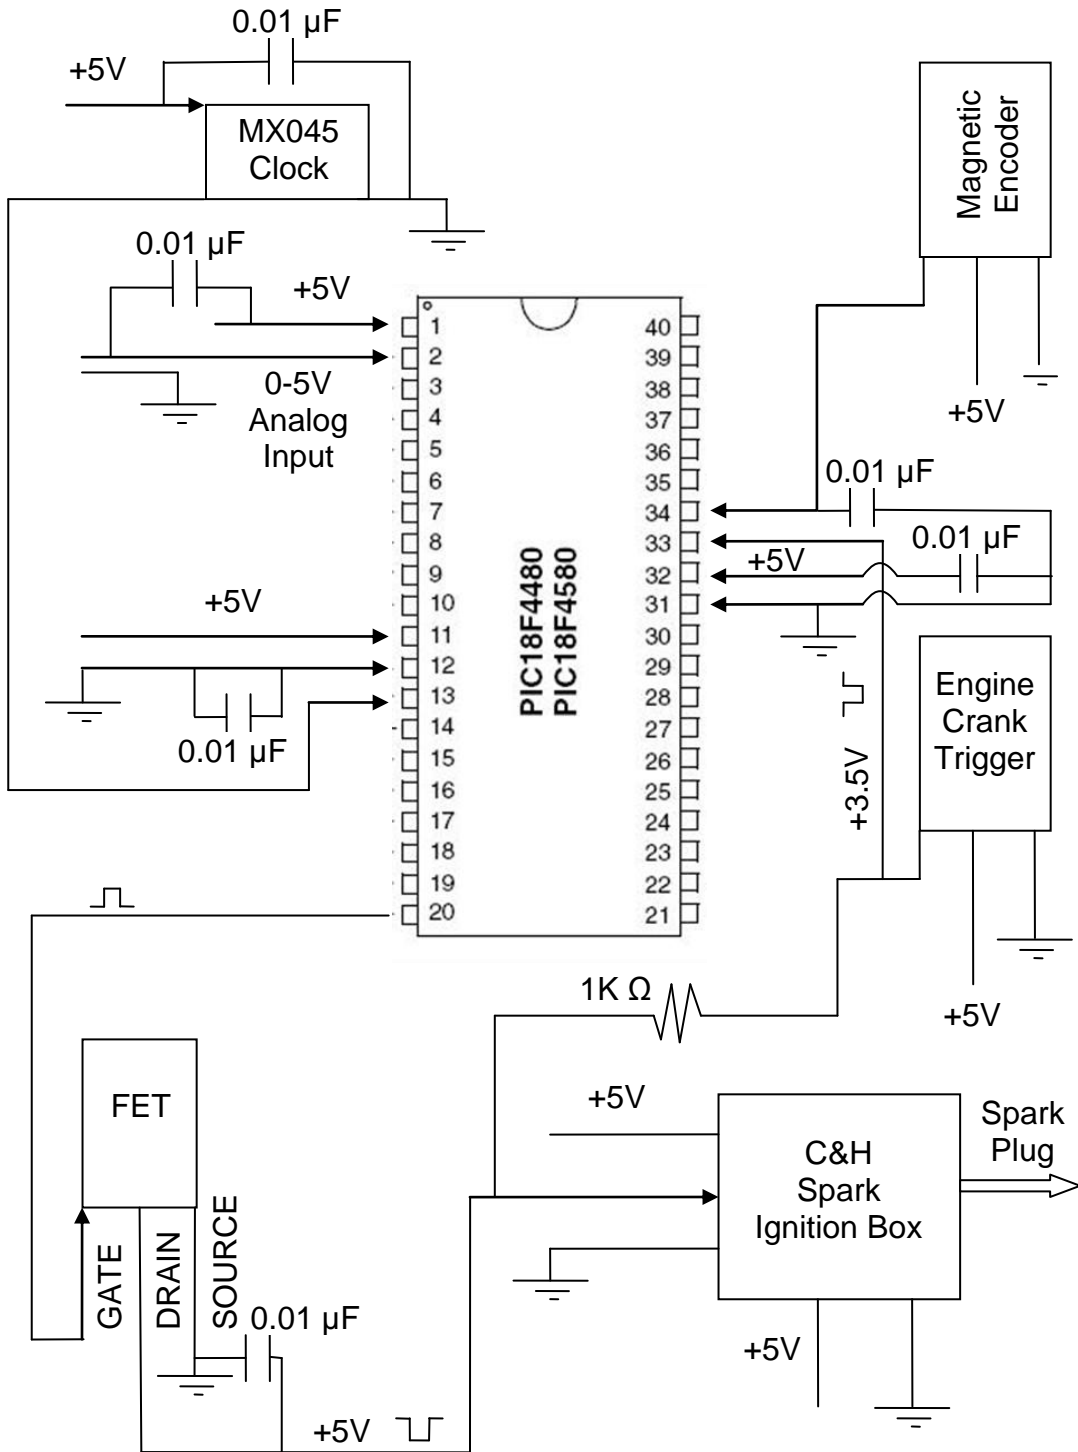 0.01 µF
+5V
MX045
Clock
Magnetic
Encoder
0.01 µF
+5V
0-5V
Analog
Input
+5V
0.01 µF
1
2
3
4
5
6
7
8
9
10
11
12
13
14
15
16
17
18
19
20
PIC18F4480
PIC18F4580
40
39
38
37
36
35
34
33
32
31
30
29
28
27
26
25
24
23
22
21
+5V
0.01 µF
0.01 µF
+5V
+3.5V
Engine
Crank
Trigger
+5V
1K Ω
FET
GATE
DRAIN
SOURCE
0.01 µF
+5V
+5V
C&H
Spark
Ignition Box
Spark
Plug
+5V